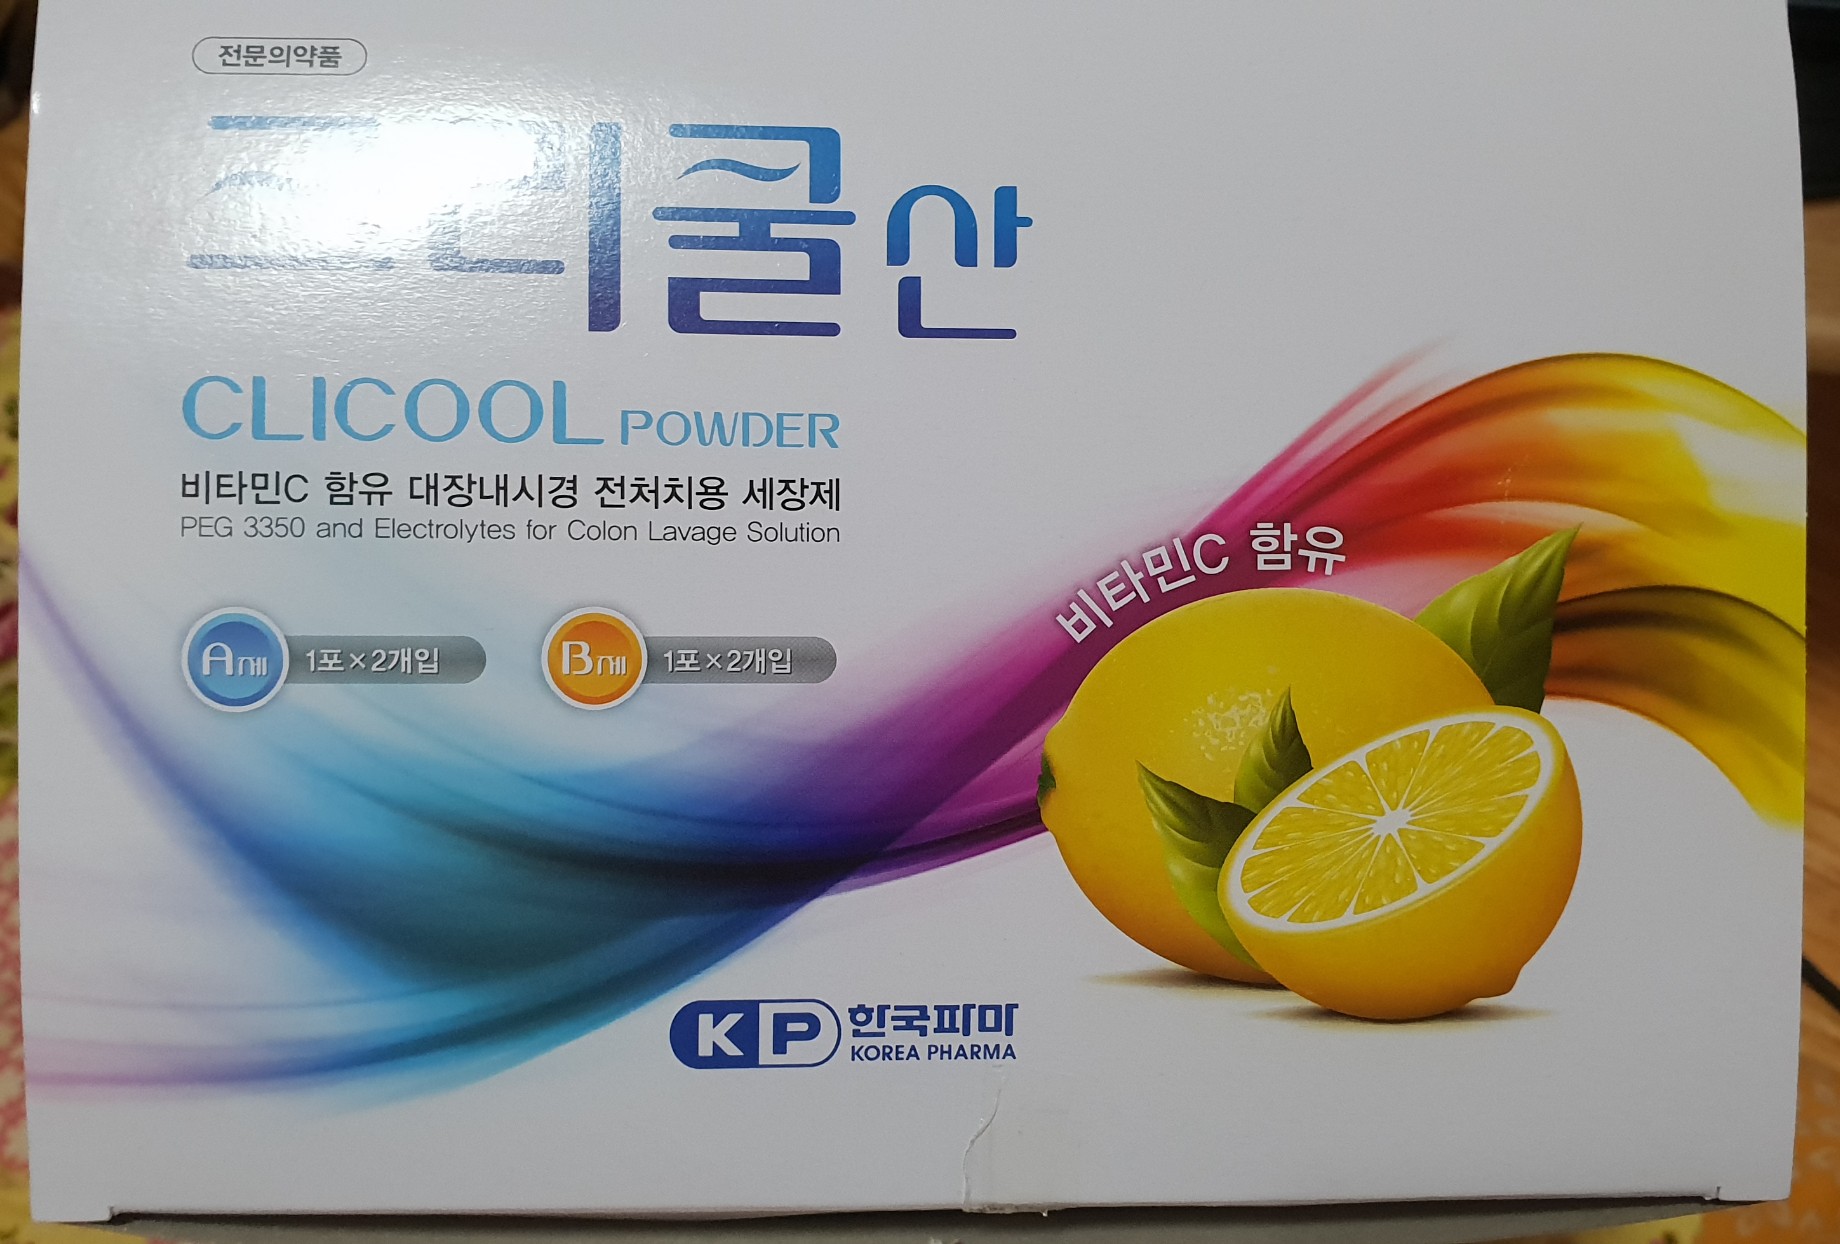 전문의약품
크리쿨산
CLICOOL POWDER
비타민C 함유 대장내시경 전처치용 세장제
PEG 3350 and Electrolytes for Colon Lavage Solution
A제 1포×2개입 B제 1포×2개입
비타민C 함유
KP 한국파마
KOREA PHARMA